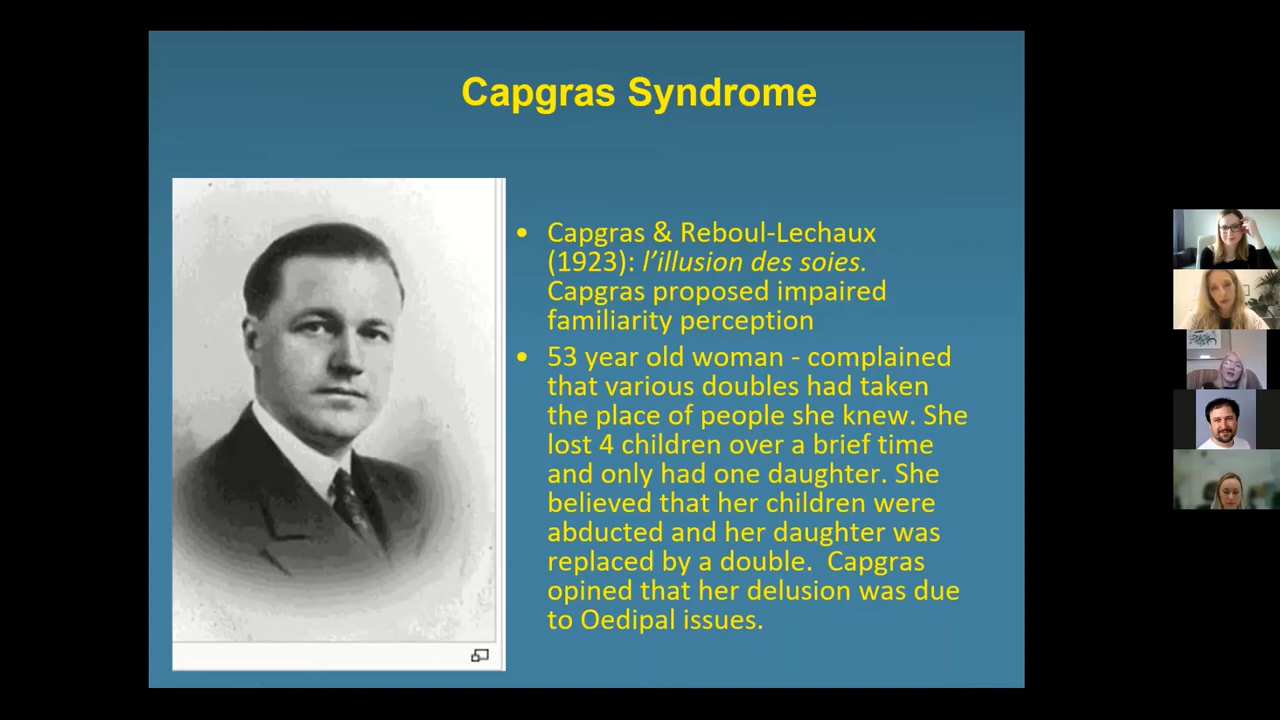 Capgras Syndrome
• Capgras & Reboul-Lechaux
(1923): l’illusion des soies.
Capgras proposed impaired
familiarity perception
• 53 year old woman - complained
that various doubles had taken
the place of people she knew. She
lost 4 children over a brief time
and only had one daughter. She
believed that her children were
abducted and her daughter was
replaced by a double.  Capgras
opined that her delusion was due
to Oedipal issues.